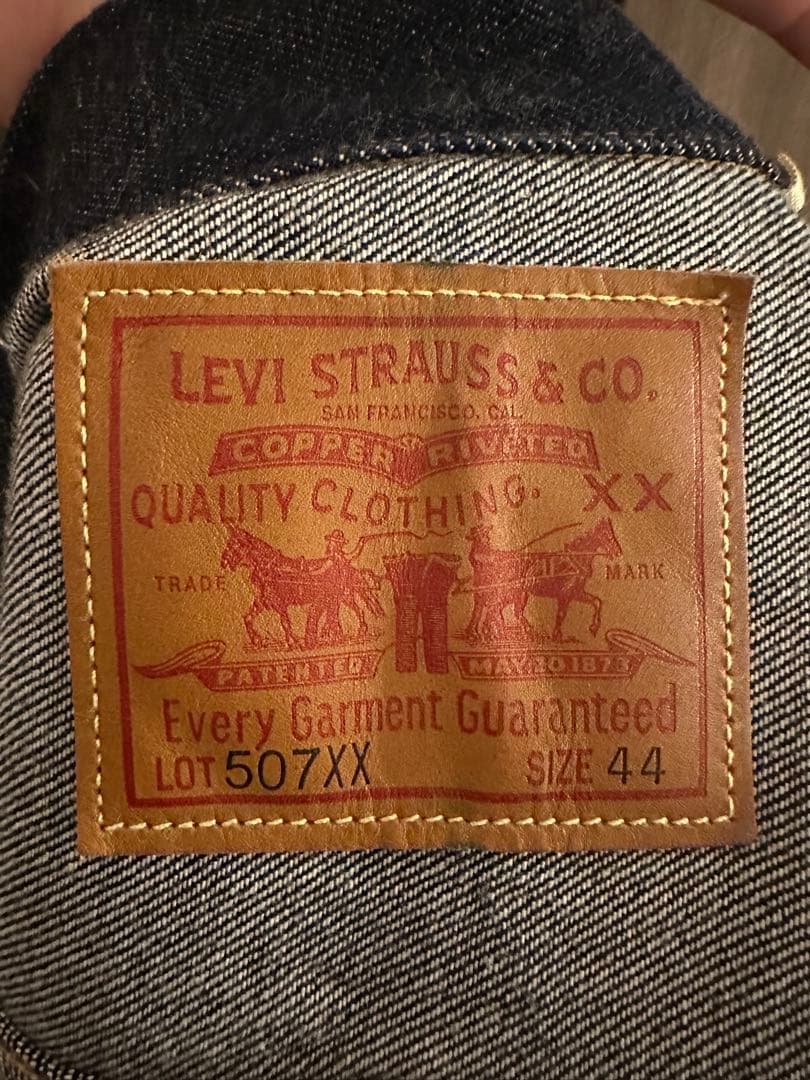 LEVI STRAUSS & CO.
SAN FRANCISCO, CAL.
COPPER RIVETED
QUALITY CLOTHING. XX
TRADE MARK
PATENTED MAY 20 1873
Every Garment Guaranteed
LOT 507XX SIZE 44